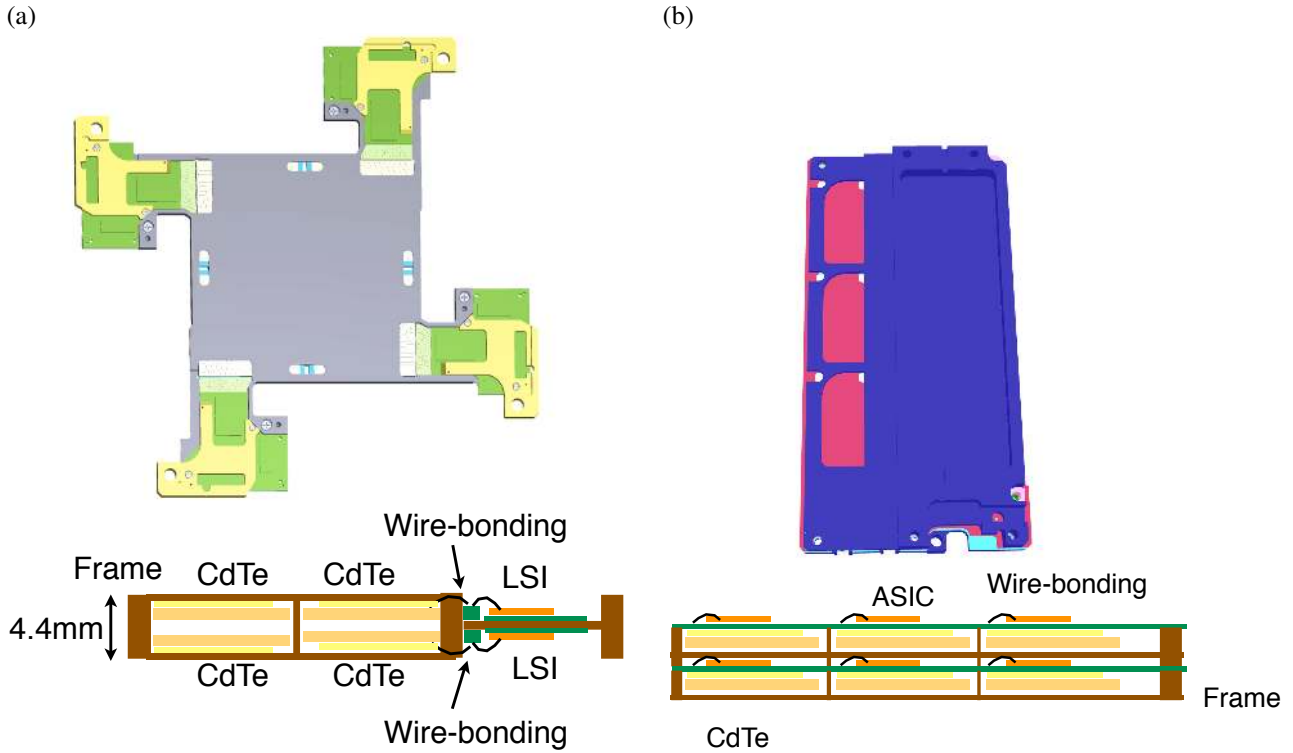 (a)
(b)
Wire-bonding
Frame
CdTe
CdTe
LSI
4.4mm
CdTe
CdTe
LSI
Wire-bonding
ASIC
Wire-bonding
Frame
CdTe